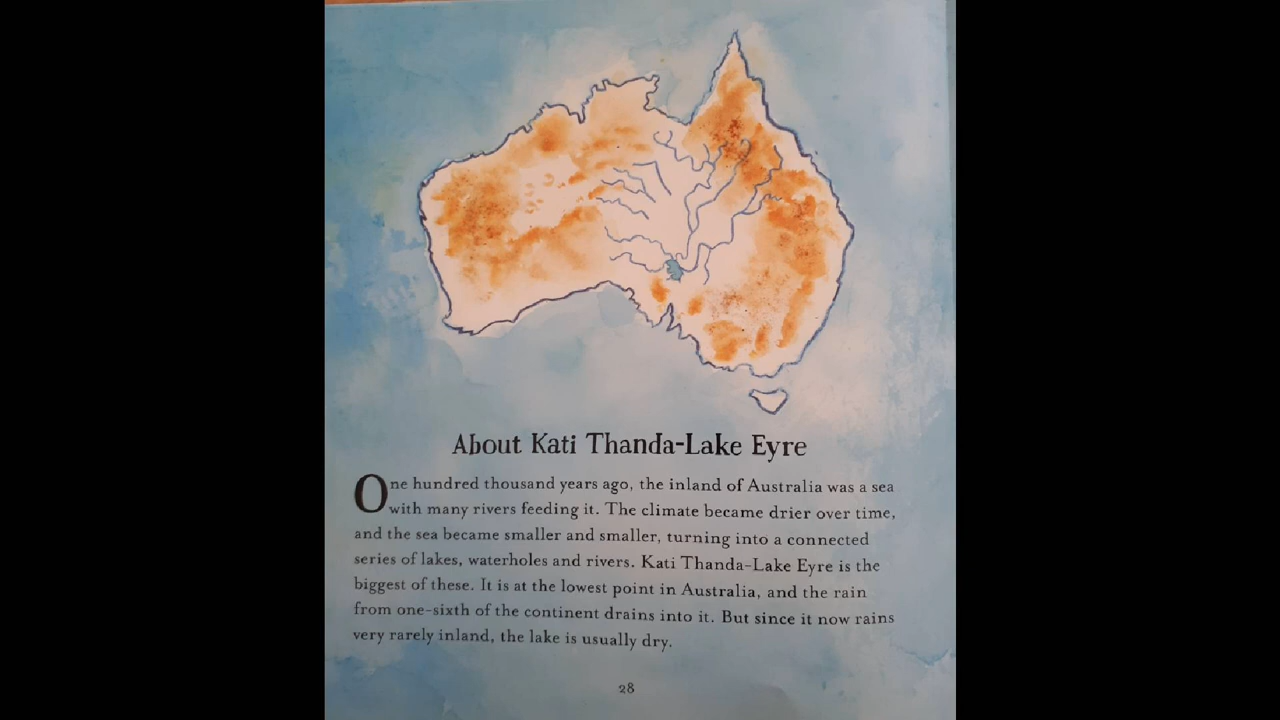 About Kati Thanda-Lake Eyre
One hundred thousand years ago, the inland of Australia was a sea
with many rivers feeding it. The climate became drier over time,
and the sea became smaller and smaller, turning into a connected
series of lakes, waterholes and rivers. Kati Thanda-Lake Eyre is the
biggest of these. It is at the lowest point in Australia, and the rain
from one-sixth of the continent drains into it. But since it now rains
very rarely inland, the lake is usually dry.
28